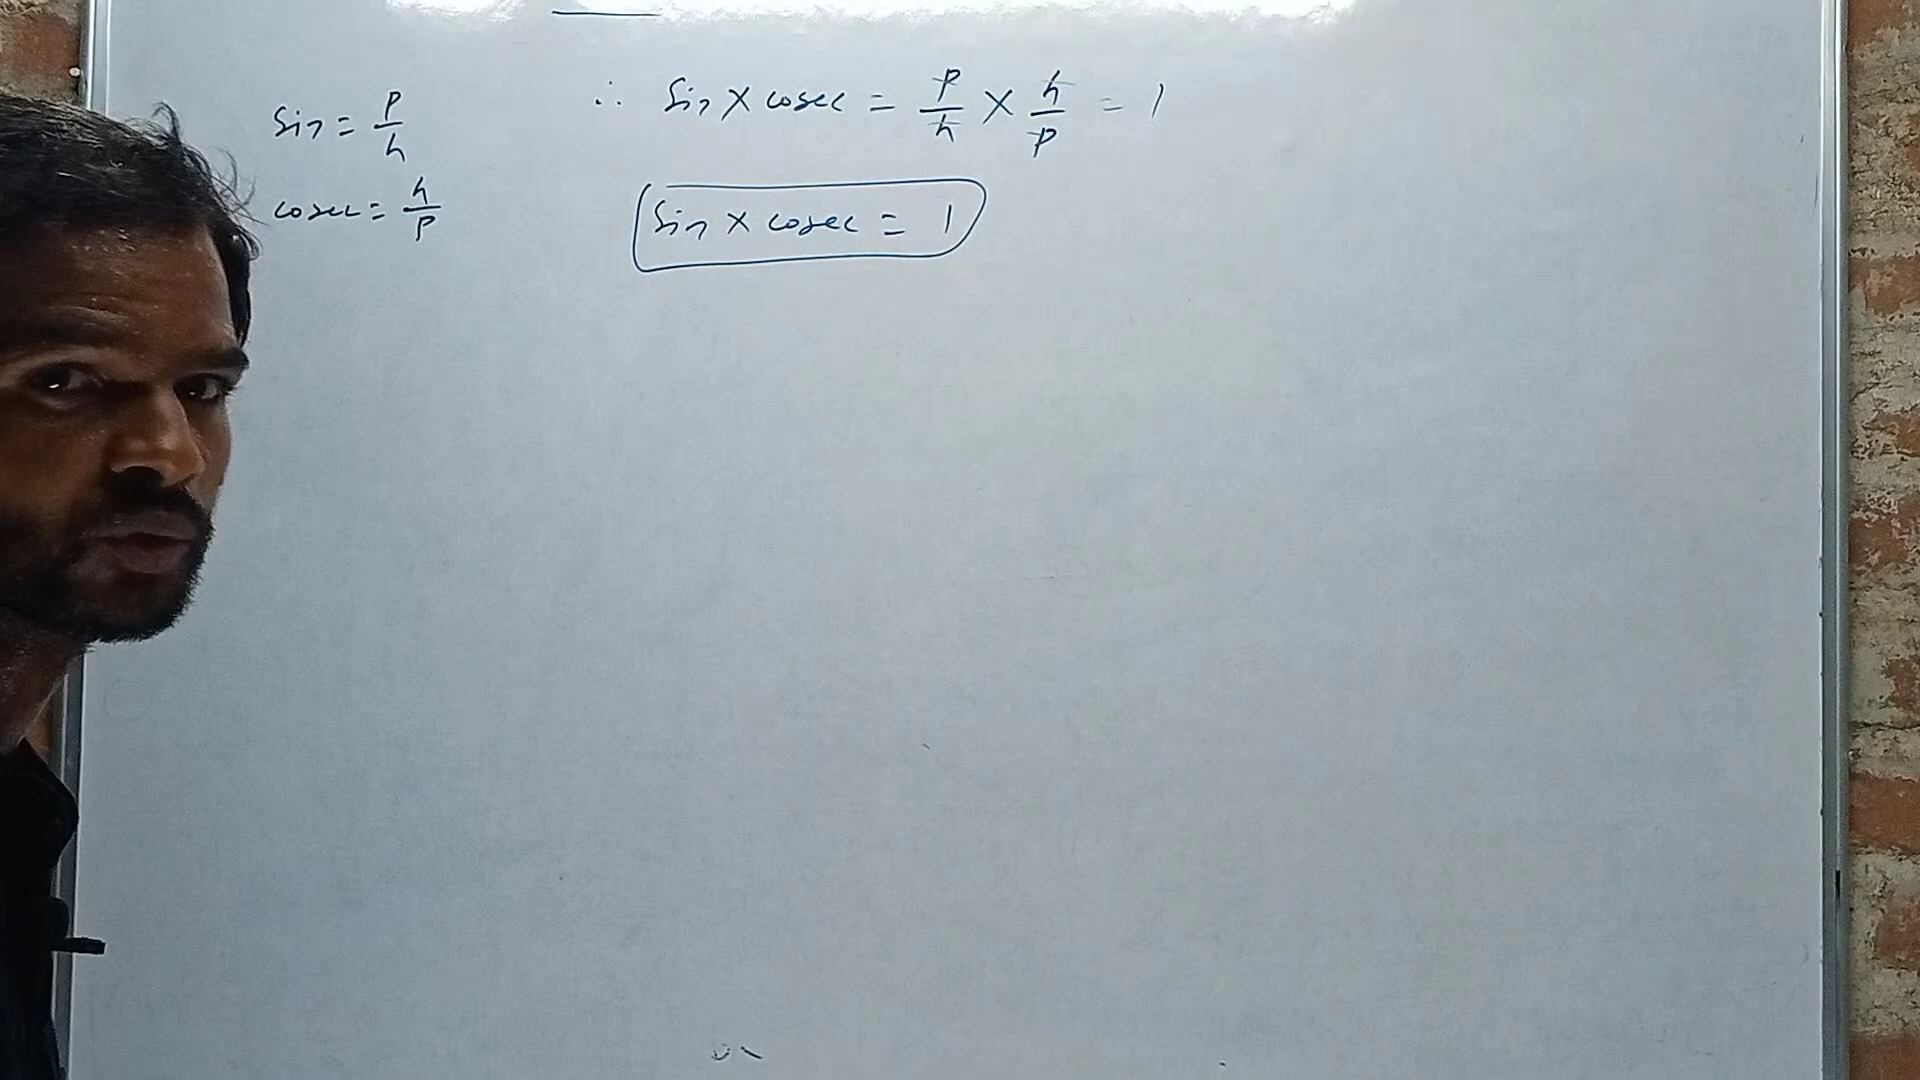 sin = p/h
cosec = h/p
∴ sin × cosec = p/h × h/p = 1
sin × cosec = 1